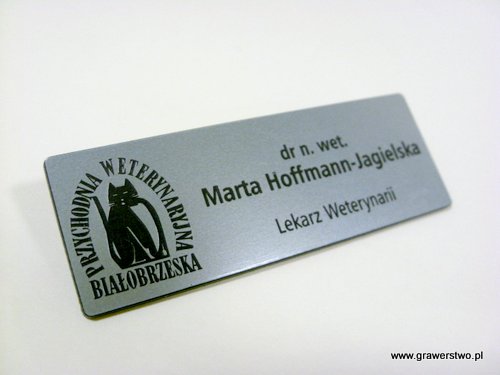 PRZYCHODNIA WETERYNARYJNA
BIAŁOBRZESKA
dr n. wet.
Marta Hoffmann-Jagielska
Lekarz Weterynarii
www.grawerstwo.pl